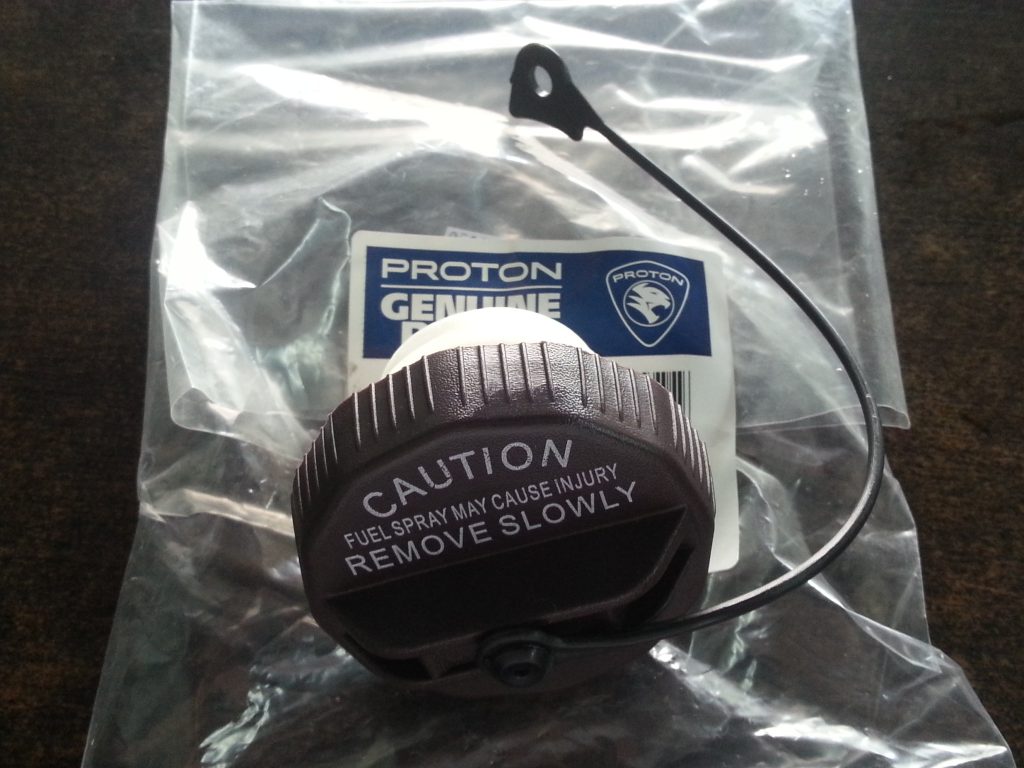 PROTON
GENUINE
PROTON
CAUTION
FUEL SPRAY MAY CAUSE INJURY
REMOVE SLOWLY